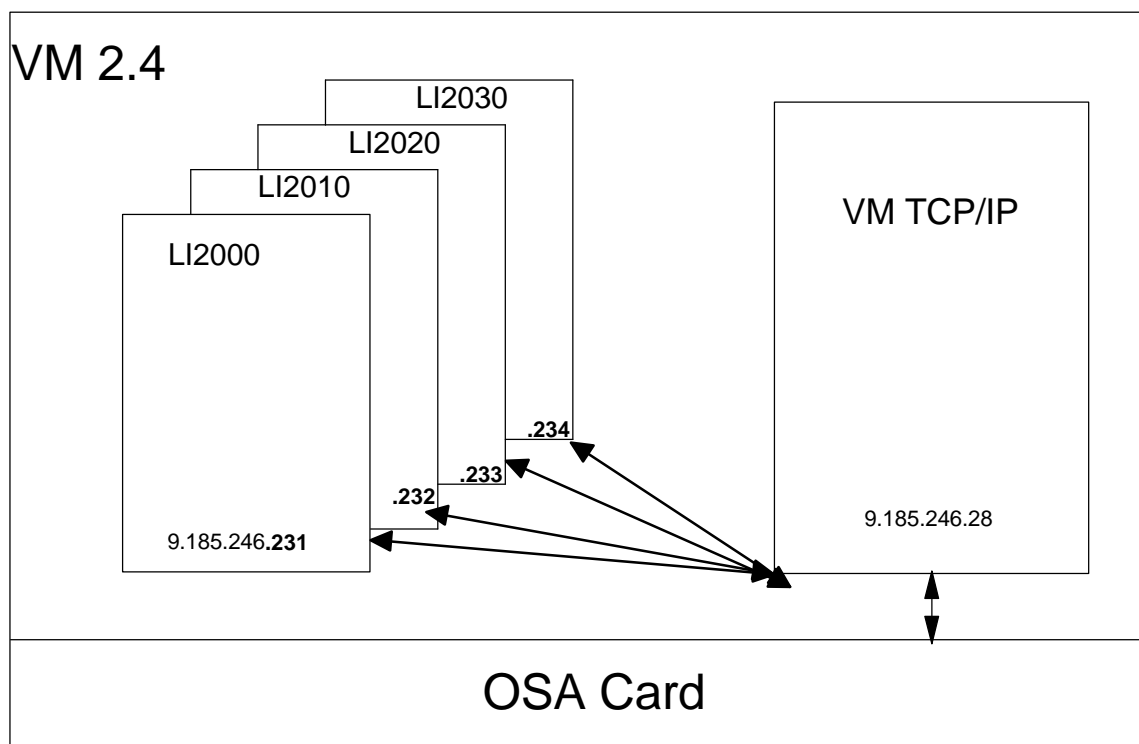 VM 2.4
LI2030
LI2020
LI2010
LI2000
VM TCP/IP
.234
.233
.232
9.185.246.231
9.185.246.28
OSA Card